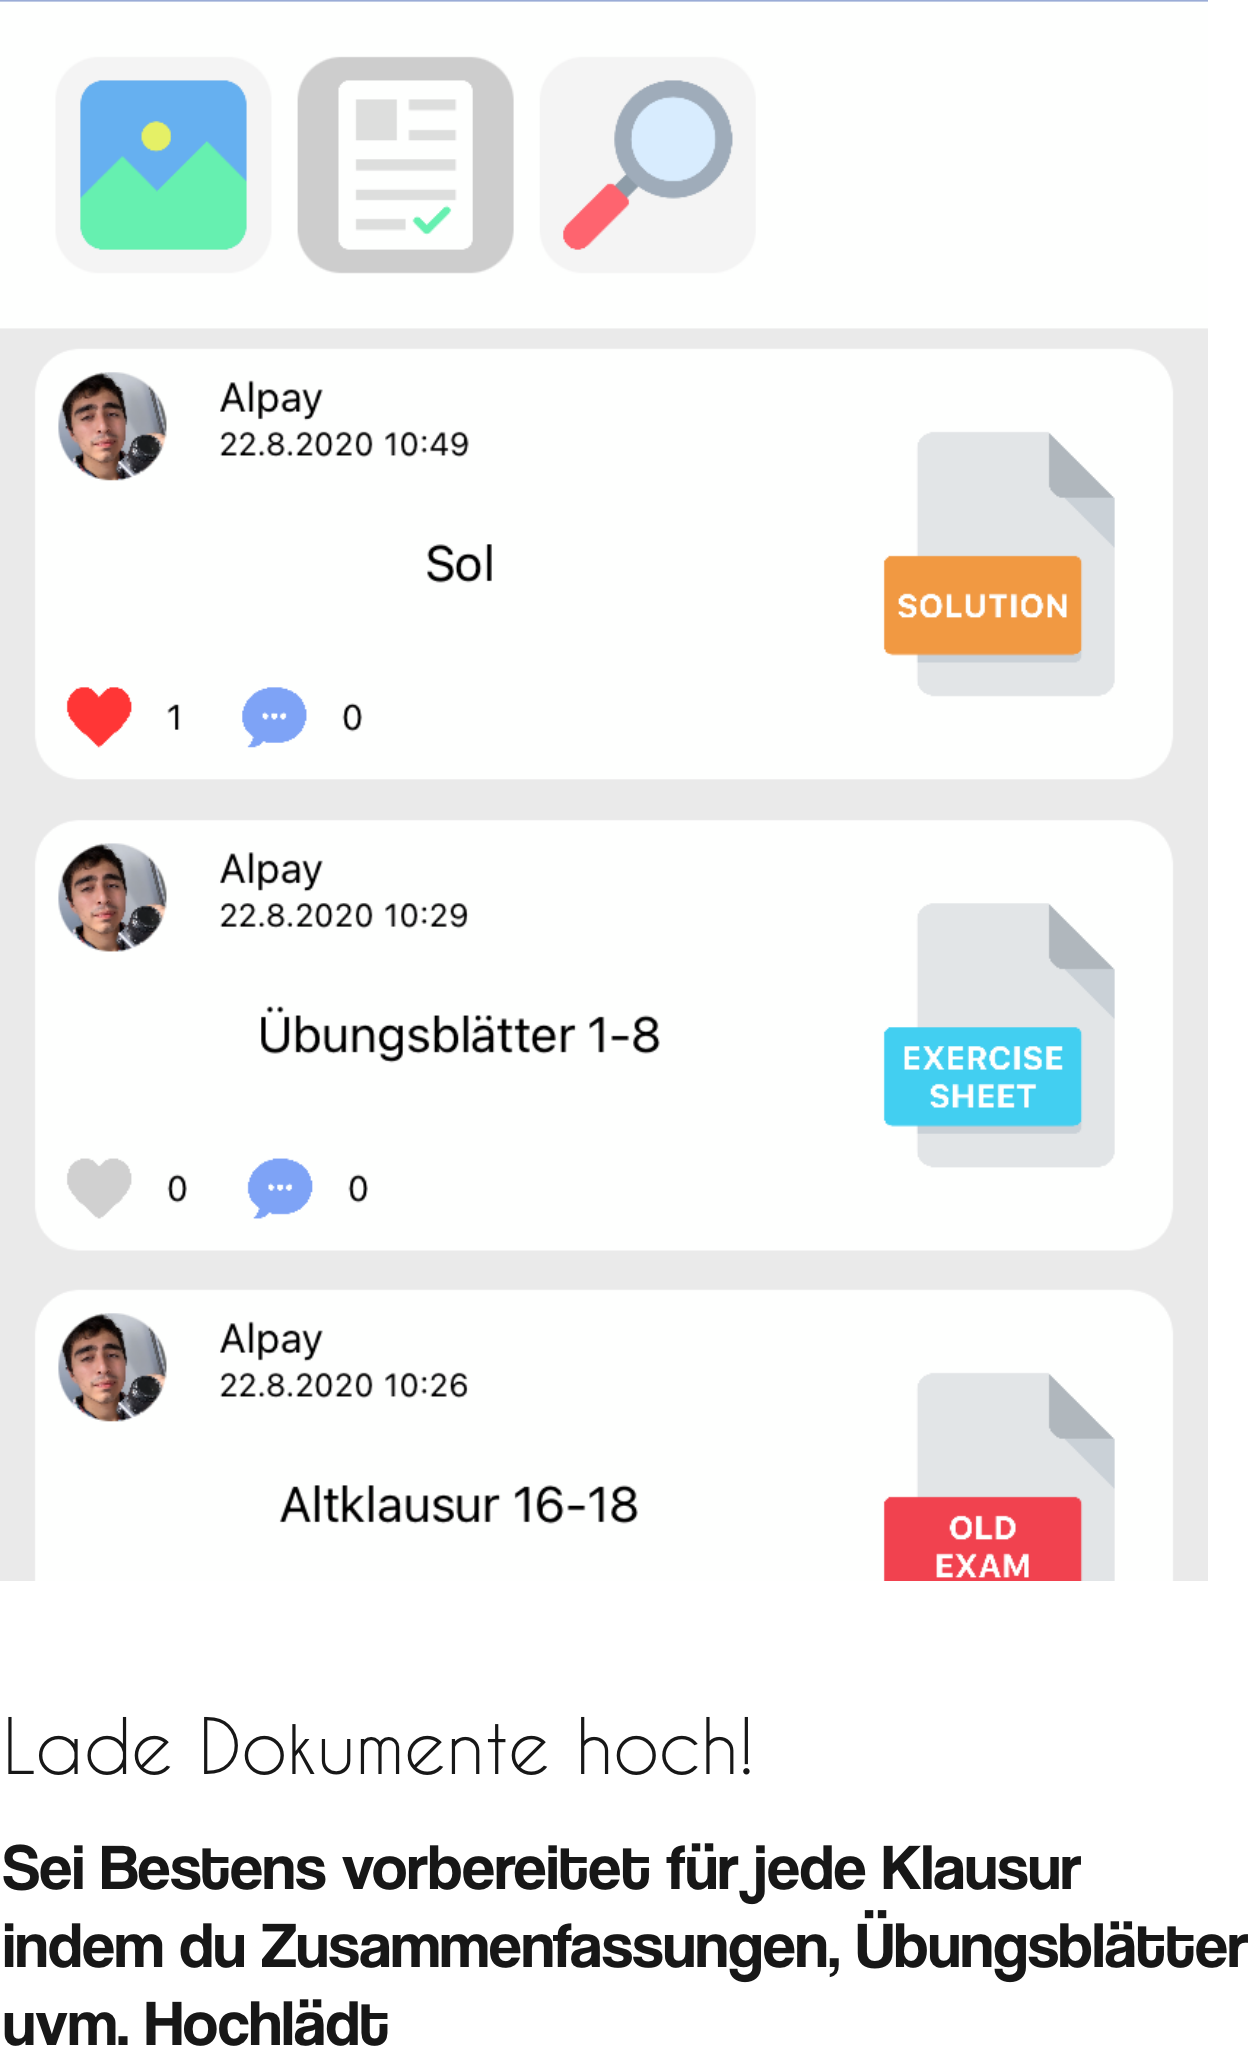 Alpay
22.8.2020 10:49
Sol
SOLUTION
1
0
Alpay
22.8.2020 10:29
Übungsblätter 1-8
EXERCISE
SHEET
0
0
Alpay
22.8.2020 10:26
Altklausur 16-18
OLD
EXAM
Lade Dokumente hoch!
Sei Bestens vorbereitet für jede Klausur
indem du Zusammenfassungen, Übungsblätter
uvm. Hochlädt